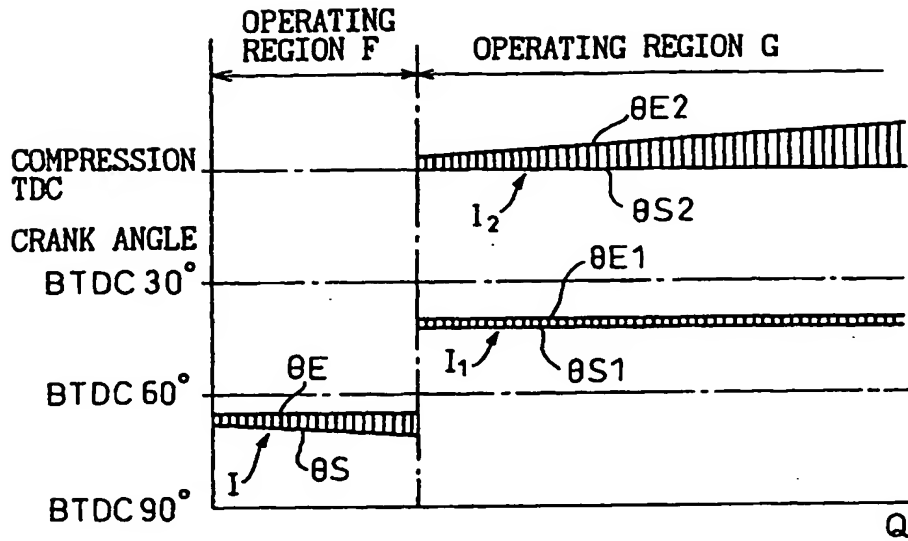 OPERATING
REGION F
OPERATING REGION G
θE2
COMPRESSION
TDC
I₂
θS2
CRANK ANGLE
θE1
BTDC 30°
I₁
θS1
BTDC 60°
θE
I
θS
BTDC 90°
Q